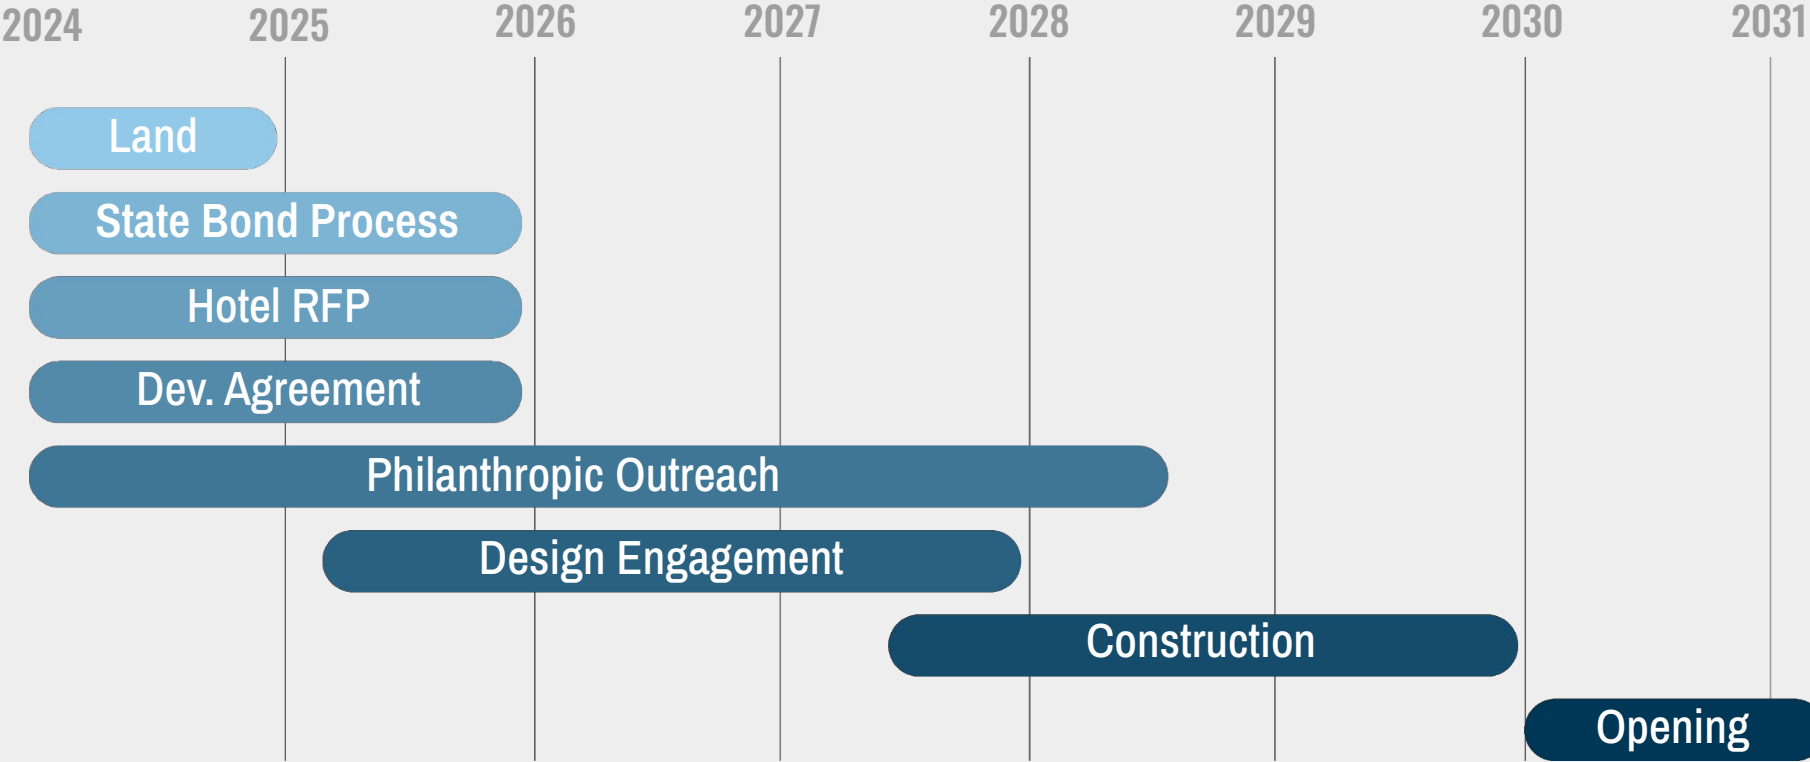 2024 2025 2026 2027 2028 2029 2030 2031
Land
State Bond Process
Hotel RFP
Dev. Agreement
Philanthropic Outreach
Design Engagement
Construction
Opening